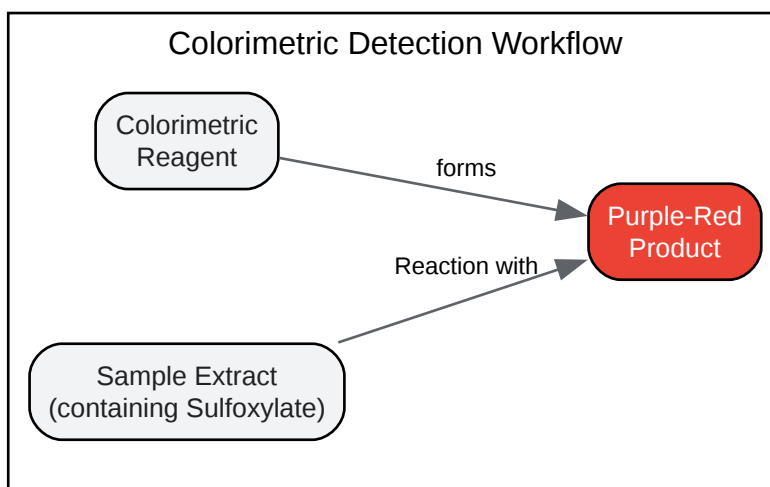 Colorimetric Detection Workflow
Colorimetric
Reagent
forms
Purple-Red
Product
Reaction with
Sample Extract
(containing Sulfoxylate)